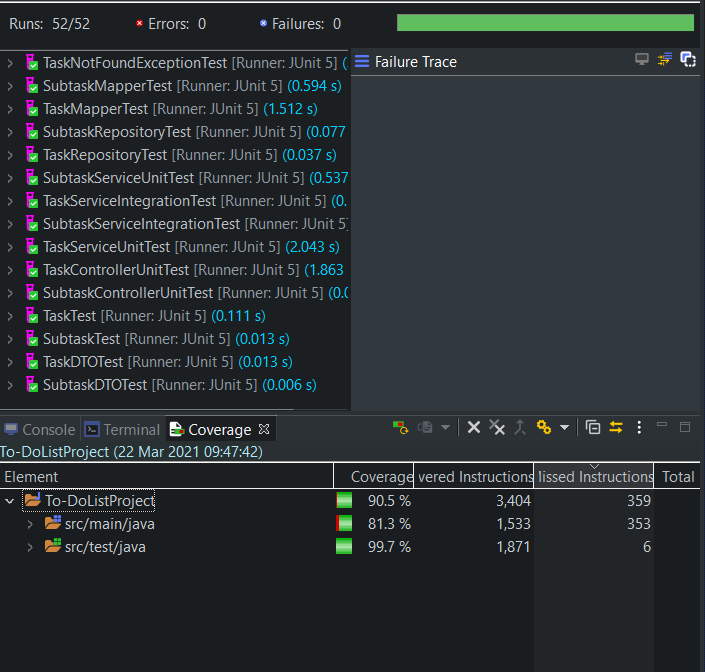 Runs: 52/52 Errors: 0 Failures: 0
TaskNotFoundExceptionTest [Runner: JUnit 5] (
Failure Trace
SubtaskMapperTest [Runner: JUnit 5] (0.594 s)
TaskMapperTest [Runner: JUnit 5] (1.512 s)
SubtaskRepositoryTest [Runner: JUnit 5] (0.077
TaskRepositoryTest [Runner: JUnit 5] (0.037 s)
SubtaskServiceUnitTest [Runner: JUnit 5] (0.537
TaskServiceIntegrationTest [Runner: JUnit 5] (0.
SubtaskServiceIntegrationTest [Runner: JUnit 5]
TaskServiceUnitTest [Runner: JUnit 5] (2.043 s)
TaskControllerUnitTest [Runner: JUnit 5] (1.863
SubtaskControllerUnitTest [Runner: JUnit 5] (0.0
TaskTest [Runner: JUnit 5] (0.111 s)
SubtaskTest [Runner: JUnit 5] (0.013 s)
TaskDTOTest [Runner: JUnit 5] (0.013 s)
SubtaskDTOTest [Runner: JUnit 5] (0.006 s)
Console Terminal Coverage
To-DoListProject (22 Mar 2021 09:47:42)
Element Coverage vered Instructions lissed Instructions Total
To-DoListProject 90.5 % 3,404 359
src/main/java 81.3 % 1,533 353
src/test/java 99.7 % 1,871 6